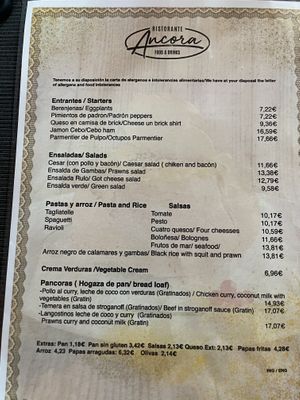 RISTORANTE
Ancora
FOOD & DRINKS
Tenemos a su disposición la carta de alergenos e intolerancias alimentarias/We have at your disposal the letter
of allergens and food intolerances
Entrantes / Starters
Berenjenas/ Eggplants 7,22€
Pimientos de padron/Padrón peppers 7,22€
Queso en camisa de brick/Cheese un brick shirt 9,36€
Jamon Cebo/Cebo ham 16,59€
Parmentier de Pulpo/Octupos Parmentier 17,66€
Ensaladas/ Salads
Cesar (con pollo y bacón)/ Caesar salad ( chiken and bacón) 11,66€
Ensalda de Gambas/ Prawns salad 13,38€
Ensalada Rulo/ Got cheese salad 12,79€
Ensalda verde/ Green salad 9,58€
Pastas y arroz / Pasta and Rice Salsas
Tagliatelle Tomate 10,17€
Spaguetti Pesto 10,17€
Ravioli Cuatro quesos/ Four cheeses 10,59€
Boloñesa/ Bolognes 11,66€
Frutos de mar/ seafood/ 13,81€
Arroz negro de calamares y gambas/ Black rice with squit and prawn 13,81€
Crema Verduras /Vegetable Cream 6,96€
Pancoras ( Hogaza de pan/ bread loaf)
-Pollo al curry, leche de coco con verduras (Gratinados) / Chicken curry, coconut milk with
vegetables (Gratin) 14,93€
-Ternera en salsa de stroganoff (Gratinados)/ Beef in stroganoff sauce (Gratin) 17,07€
-Langostinos leche de coco y curry (Gratinados)/
Prawns curry and coconut milk (Gratin) 17,07€
Extras: Pan 1,18€ Pan sin gluten 3,42€ Salsas 2,13€ Queso Ext: 2,13€ Papas fritas 4,28€
Arroz 4,23 Papas arragudas: 6,32€ Olivas 2,14€
ING / ENG